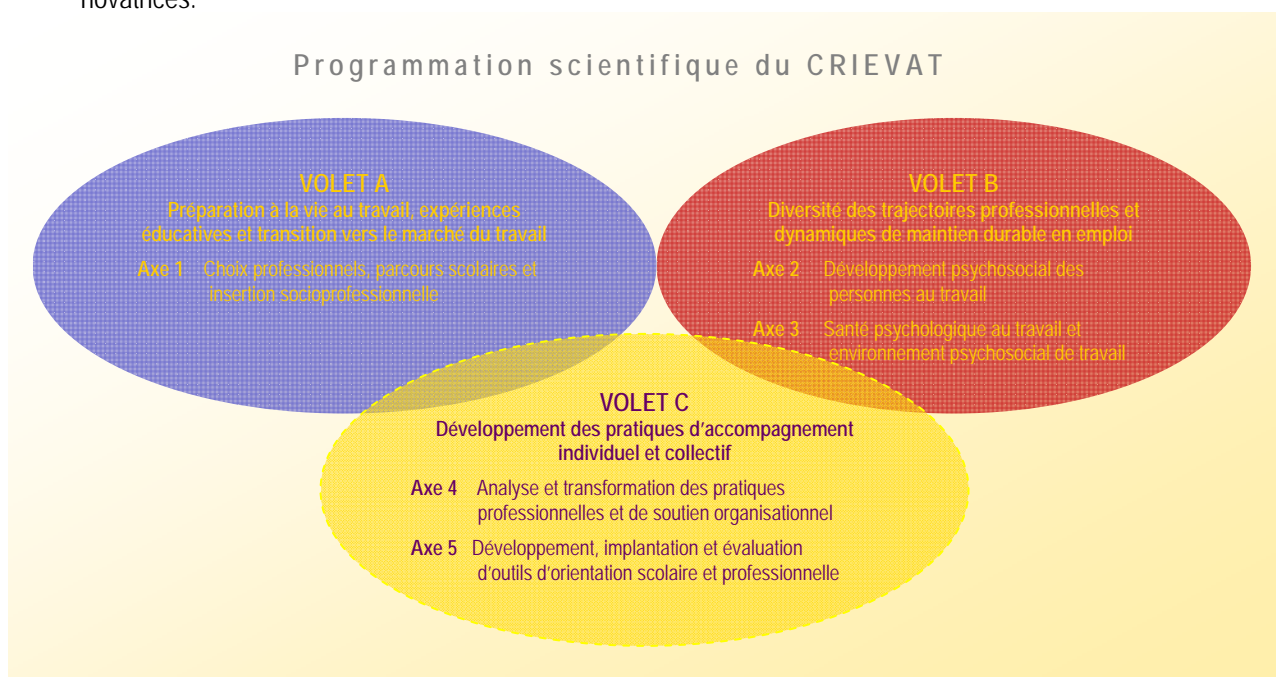 novatrices.
Programmation scientifique du CRIEVAT
VOLET A
Préparation à la vie au travail, expériences
éducatives et transition vers le marché du travail
Axe 1 Choix professionnels, parcours scolaires et
insertion socioprofessionnelle
VOLET B
Diversité des trajectoires professionnelles et
dynamiques de maintien durable en emploi
Axe 2 Développement psychosocial des
personnes au travail
Axe 3 Santé psychologique au travail et
environnement psychosocial de travail
VOLET C
Développement des pratiques d'accompagnement
individuel et collectif
Axe 4 Analyse et transformation des pratiques
professionnelles et de soutien organisationnel
Axe 5 Développement, implantation et évaluation
d'outils d'orientation scolaire et professionnelle